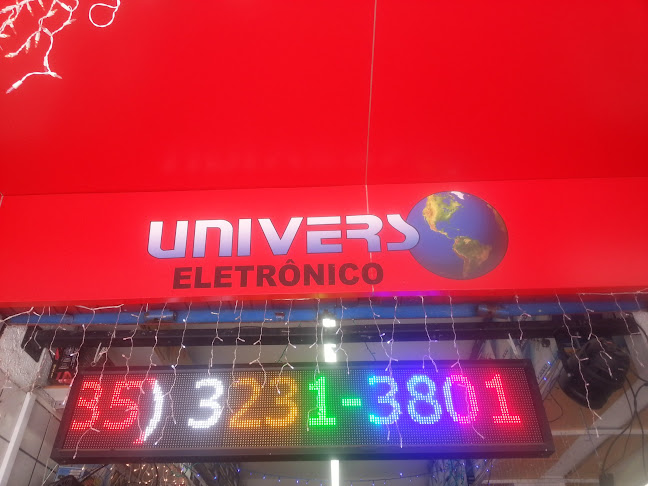 UNIVERS
ELETRÔNICO
35) 3231-3801